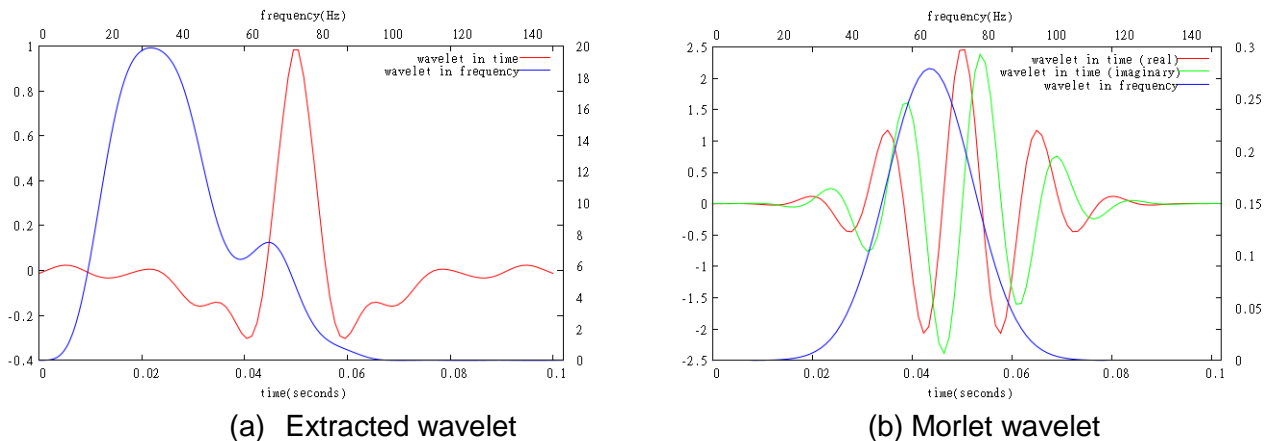 frequency(Hz)
0 20 40 60 80 100 120 140
wavelet in time
wavelet in frequency
1
0.8
0.6
0.4
0.2
0
-0.2
-0.4
20
18
16
14
12
10
8
6
4
2
0
0 0.02 0.04 0.06 0.08 0.1
time(seconds)
(a) Extracted wavelet
frequency(Hz)
0 20 40 60 80 100 120 140
wavelet in time (real)
wavelet in time (imaginary)
wavelet in frequency
2.5
2
1.5
1
0.5
0
-0.5
-1
-1.5
-2
-2.5
0.3
0.25
0.2
0.15
0.1
0.05
0
0 0.02 0.04 0.06 0.08 0.1
time(seconds)
(b) Morlet wavelet